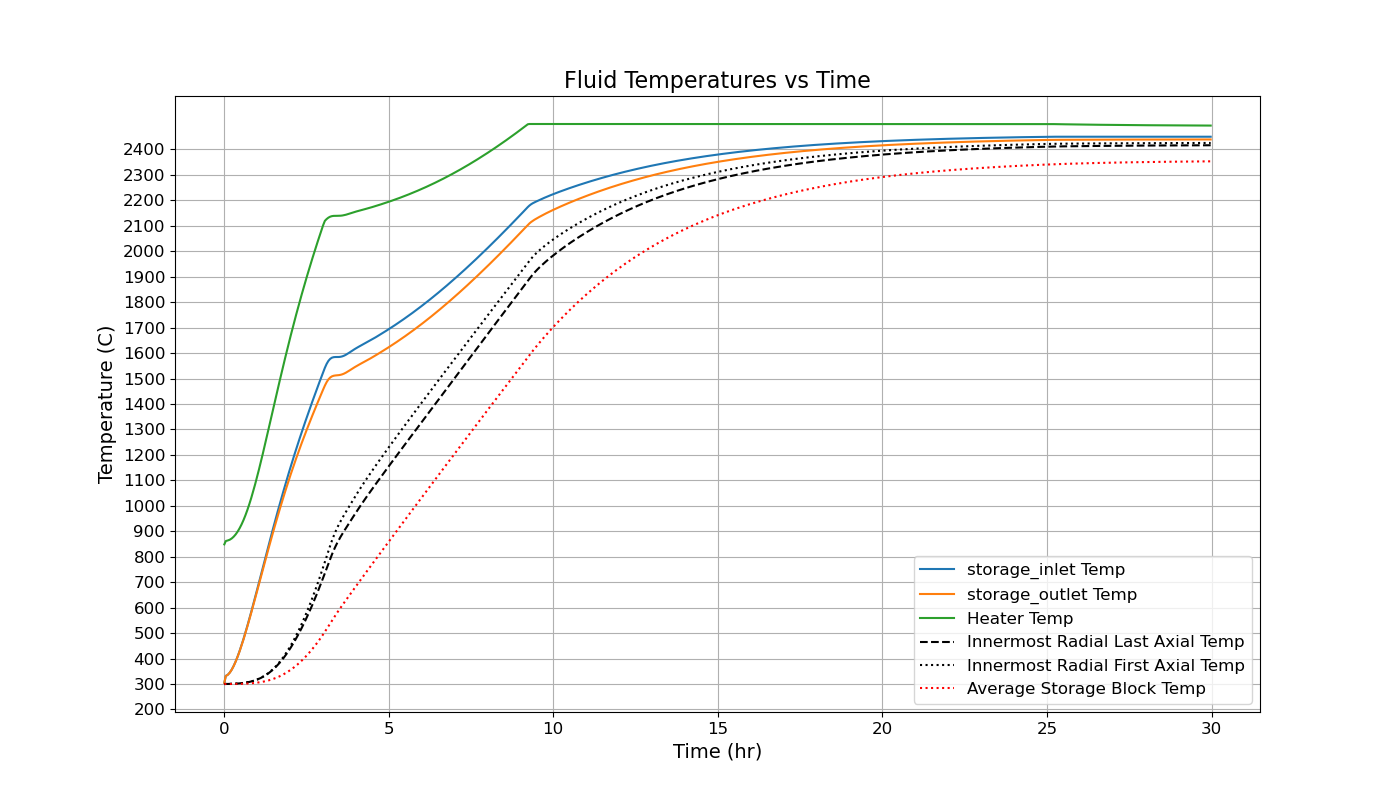 Fluid Temperatures vs Time
Temperature (C)
2400
2300
2200
2100
2000
1900
1800
1700
1600
1500
1400
1300
1200
1100
1000
900
800
700
600
500
400
300
200
storage_inlet Temp
storage_outlet Temp
Heater Temp
Innermost Radial Last Axial Temp
Innermost Radial First Axial Temp
Average Storage Block Temp
0 5 10 15 20 25 30
Time (hr)